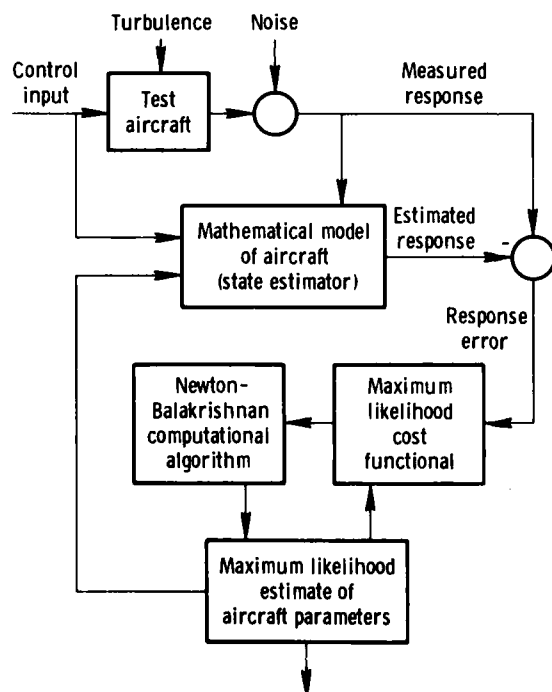 Turbulence
Noise
Control
input
Test
aircraft
Measured
response
Mathematical model
of aircraft
(state estimator)
Estimated
response
-
Response
error
Newton-
Balakrishnan
computational
algorithm
Maximum
likelihood
cost
functional
Maximum likelihood
estimate of
aircraft parameters